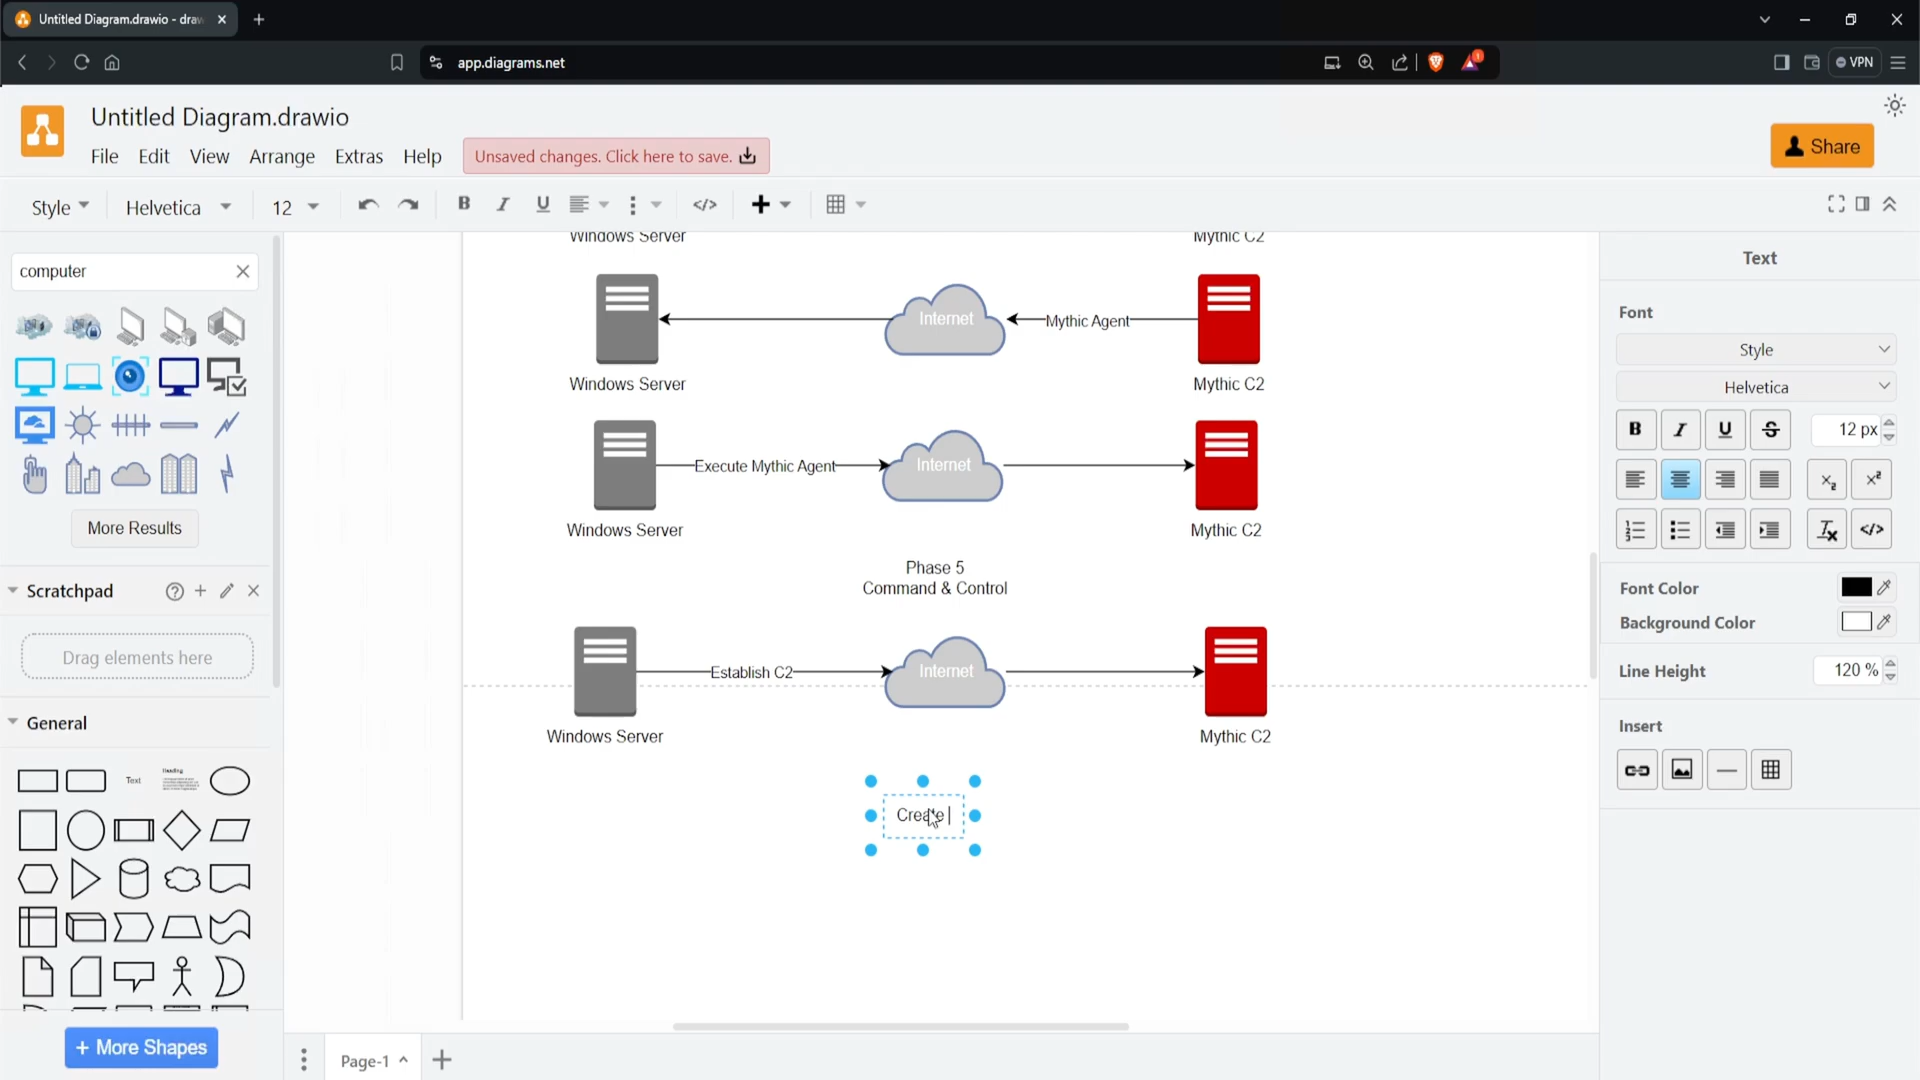 Untitled Diagram.drawio - draw
app.diagrams.net
VPN
Untitled Diagram.drawio
File Edit View Arrange Extras Help
Unsaved changes. Click here to save.
Share
Style Helvetica 12
B I U
computer
More Results
Scratchpad
Drag elements here
General
Text
Heading
+ More Shapes
Windows Server Mythic C2
Internet Mythic Agent
Windows Server Mythic C2
Execute Mythic Agent Internet
Windows Server Mythic C2
Phase 5
Command & Control
Establish C2 Internet
Windows Server Mythic C2
Create
Page-1
Text
Font
Style
Helvetica
B I U S 12 px
Font Color
Background Color
Line Height 120 %
Insert